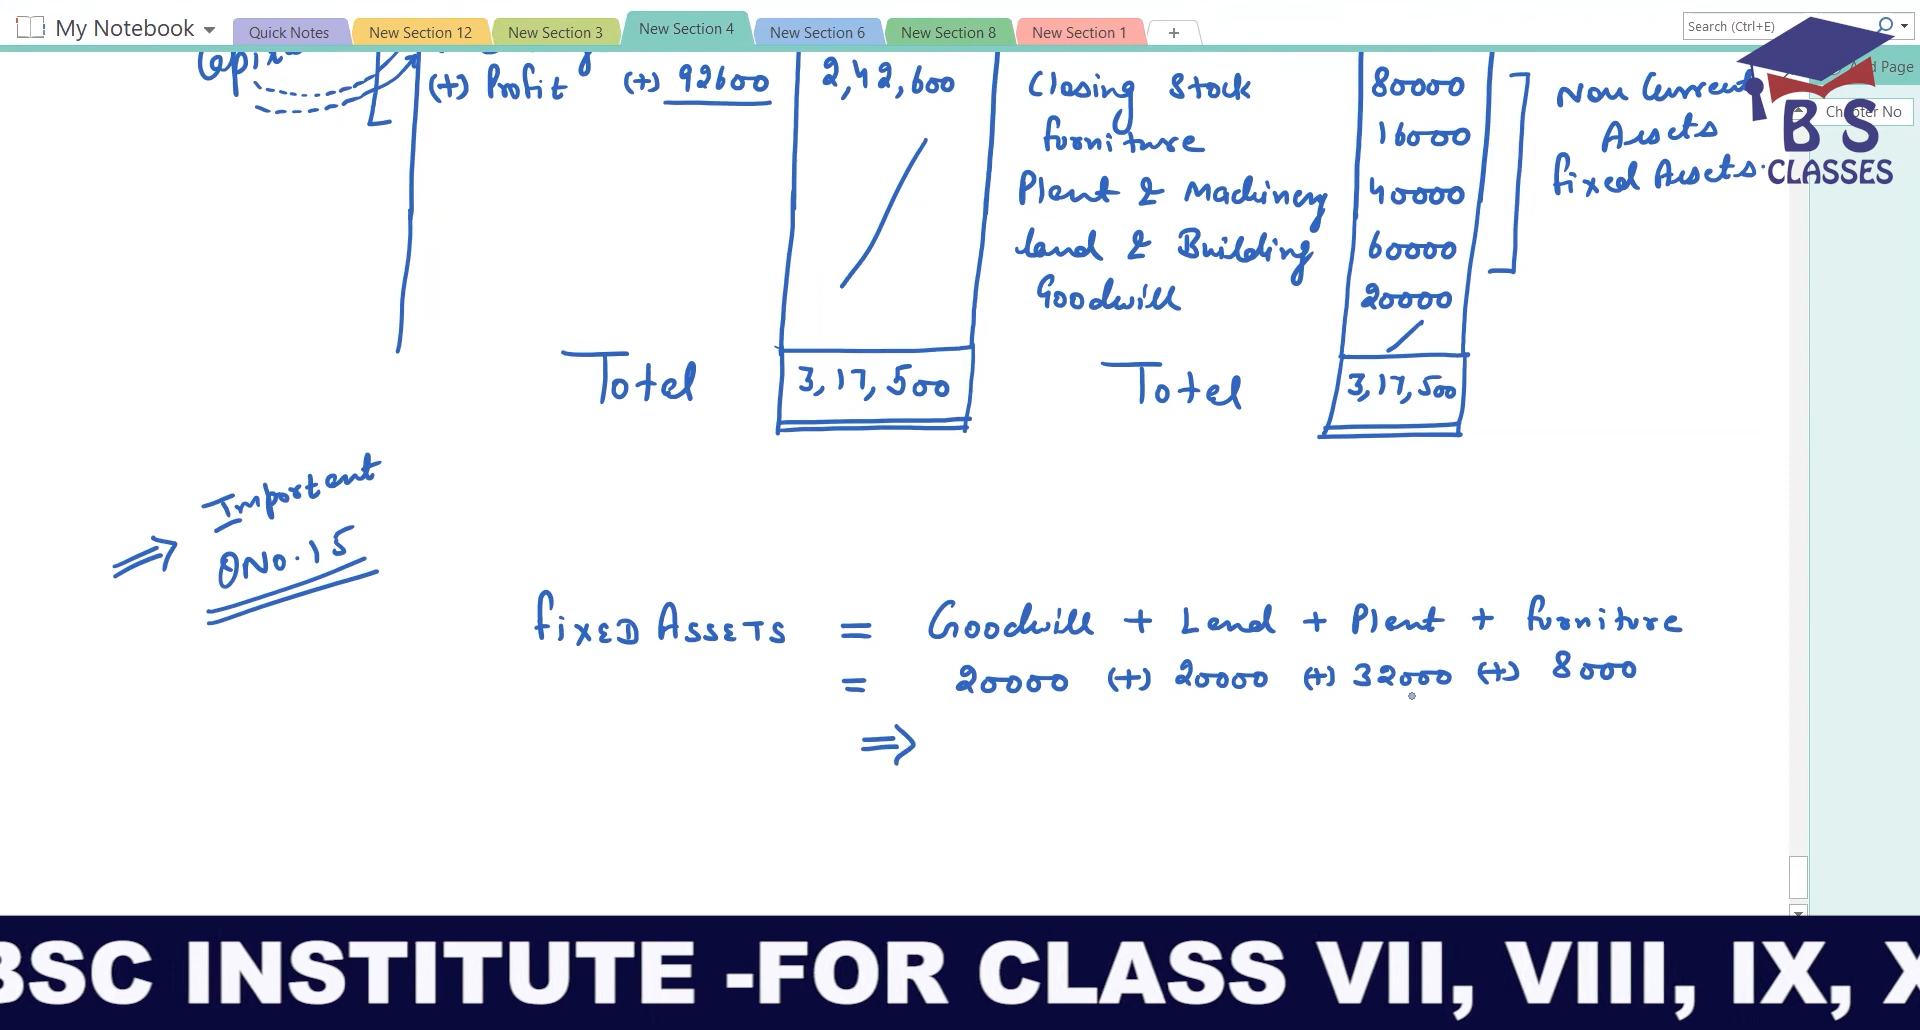 My Notebook
Quick Notes
New Section 12
New Section 3
New Section 4
New Section 6
New Section 8
New Section 1
+
Search (Ctrl+E)
Page
(+) Profit (+) 92600 2,42,600 Closing Stock 80000
furniture 16000
Plant & Machinery 40000
land & Building 60000
Goodwill 20000
Total 3,17,500 Total 3,17,500
Non Current
Assets
fixed Assets.
BS
CLASSES
Important
QNo.15
fixED ASSETS = Goodwill + Land + Plant + furniture
= 20000 (+) 20000 (+) 32000 (+) 8000
⇒
BSC INSTITUTE -FOR CLASS VII, VIII, IX, X